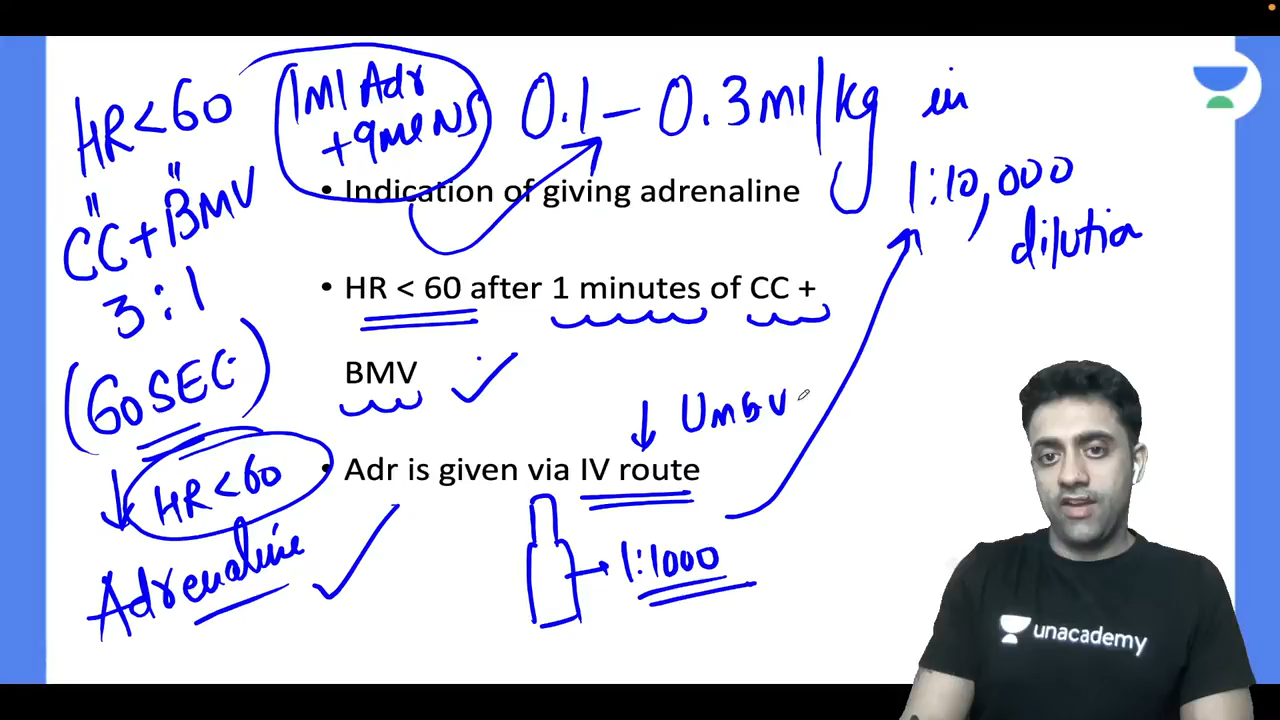 HR < 60
CC + BMV
3 : 1
(60 SEC)
HR < 60
Adrenaline
1Ml Adr
+ 9Ml NS
0.1 - 0.3 ml/kg in
1:10,000
dilution
• Indication of giving adrenaline
• HR < 60 after 1 minutes of CC +
BMV
Umb V
• Adr is given via IV route
1:1000
unacademy